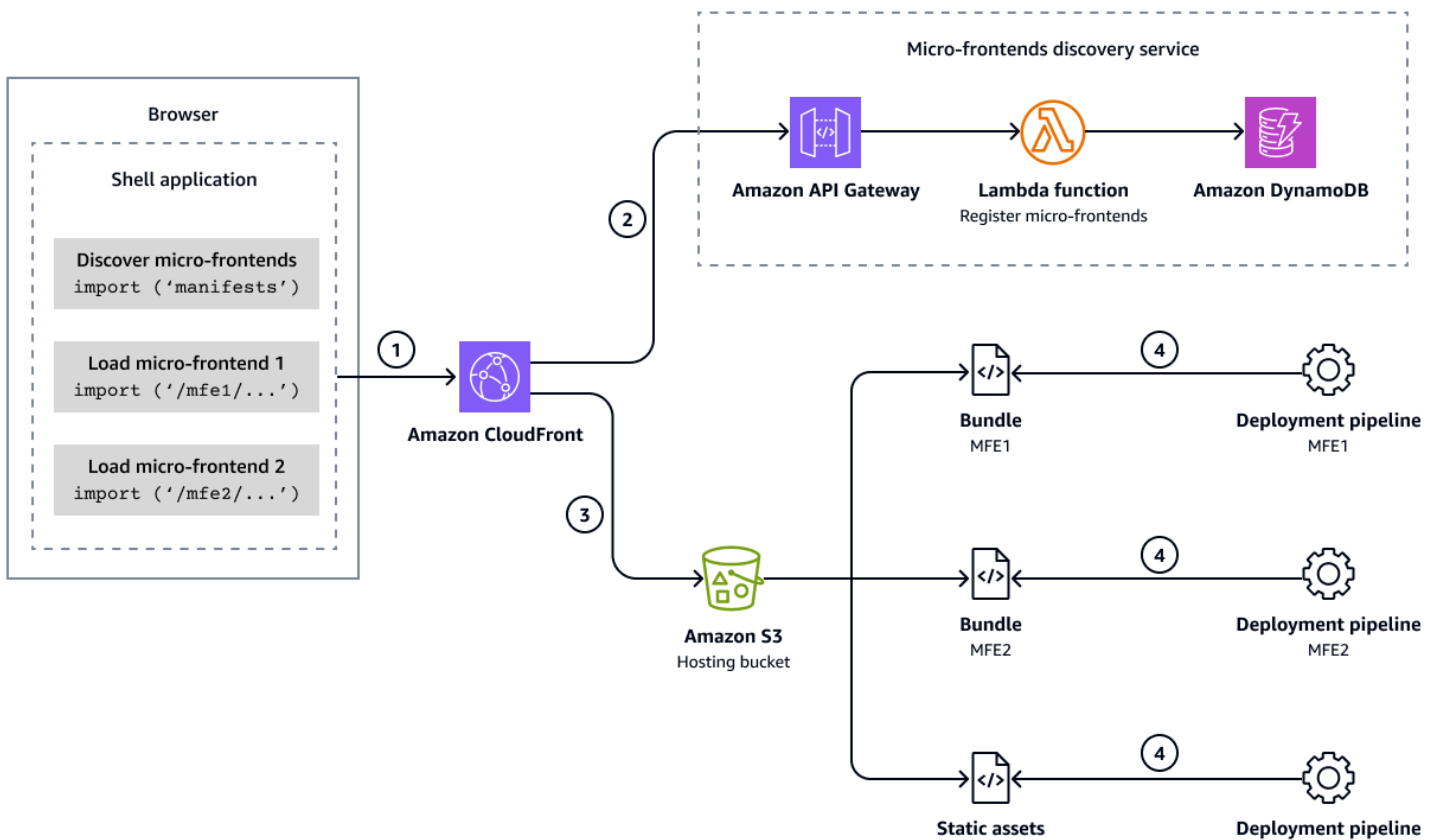 Micro-frontends discovery service
Browser
Shell application
Discover micro-frontends
import (‘manifests’)
Load micro-frontend 1
import (‘/mfe1/...’)
Load micro-frontend 2
import (‘/mfe2/...’)
1
Amazon CloudFront
2
3
Amazon API Gateway
Lambda function
Register micro-frontends
Amazon DynamoDB
Amazon S3
Hosting bucket
Bundle
MFE1
4
Deployment pipeline
MFE1
Bundle
MFE2
4
Deployment pipeline
MFE2
Static assets
4
Deployment pipeline